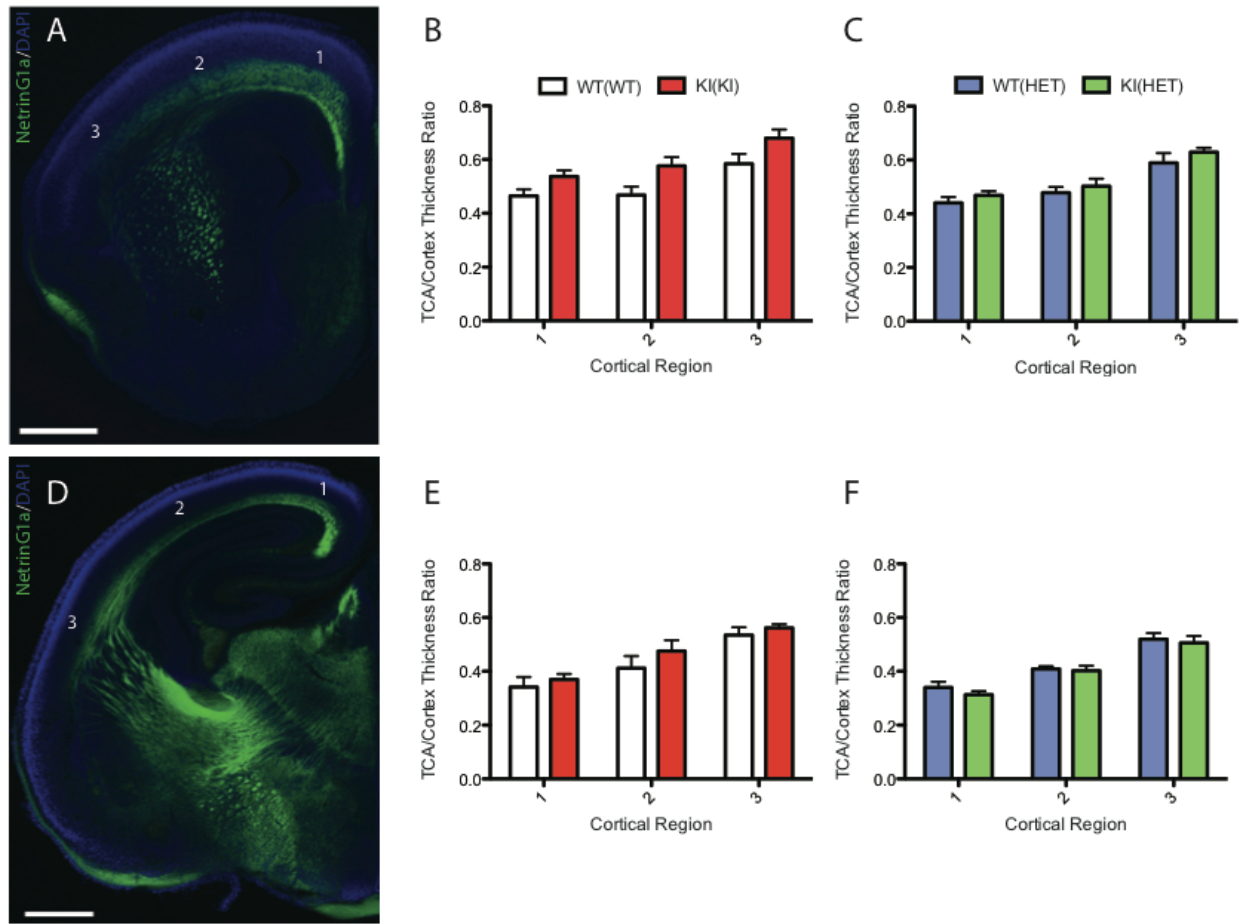 A
NetrinG1a/DAPI
1
2
3
B
WT(WT) KI(KI)
TCA/Cortex Thickness Ratio
0.8
0.6
0.4
0.2
0.0
1 2 3
Cortical Region
C
WT(HET) KI(HET)
TCA/Cortex Thickness Ratio
0.8
0.6
0.4
0.2
0.0
1 2 3
Cortical Region
D
NetrinG1a/DAPI
1
2
3
E
TCA/Cortex Thickness Ratio
0.8
0.6
0.4
0.2
0.0
1 2 3
Cortical Region
F
TCA/Cortex Thickness Ratio
0.8
0.6
0.4
0.2
0.0
1 2 3
Cortical Region